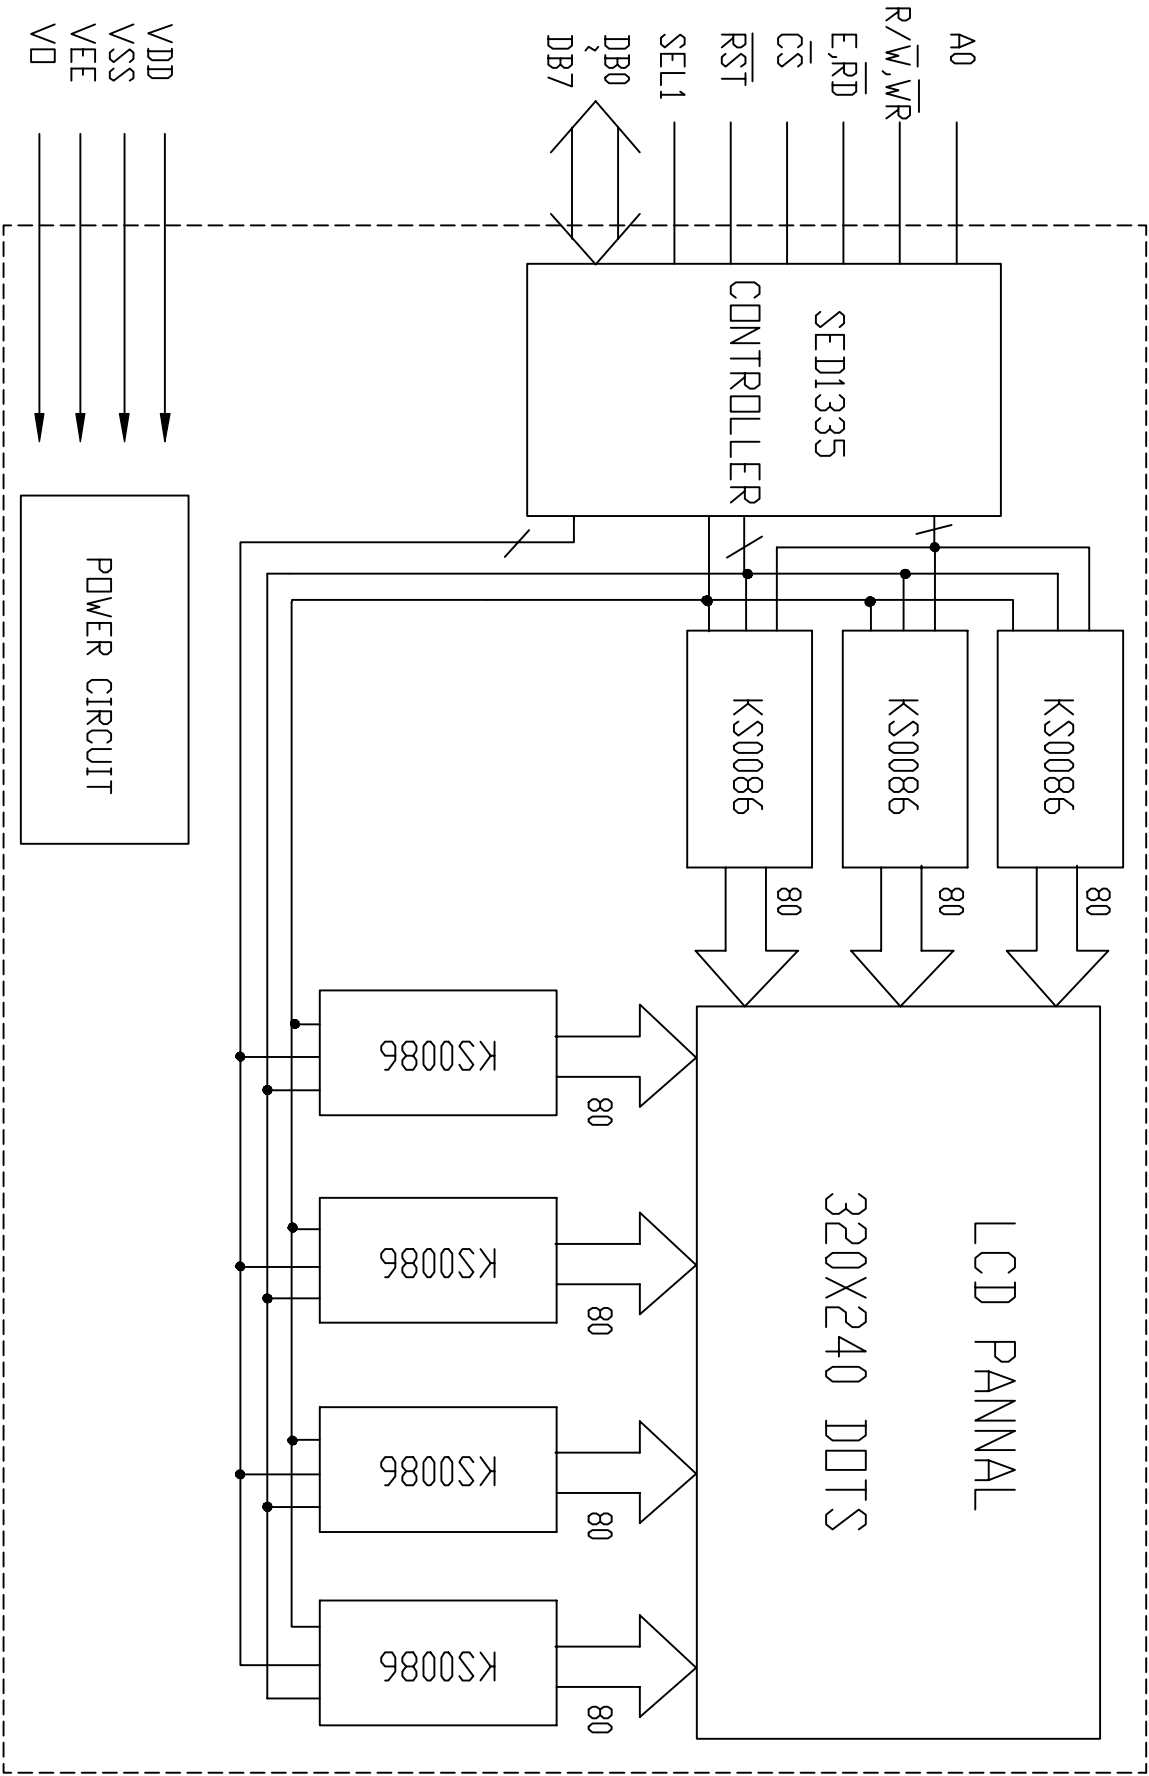 A0
R/W,WR
E,RD
CS
RST
SEL1
DB0
~
DB7
VDD
VSS
VEE
VO
SED1335
CONTROLLER
POWER CIRCUIT
KS0086
80
KS0086
80
KS0086
80
LCD PANNAL
320X240 DOTS
KS0086
80
KS0086
80
KS0086
80
KS0086
80